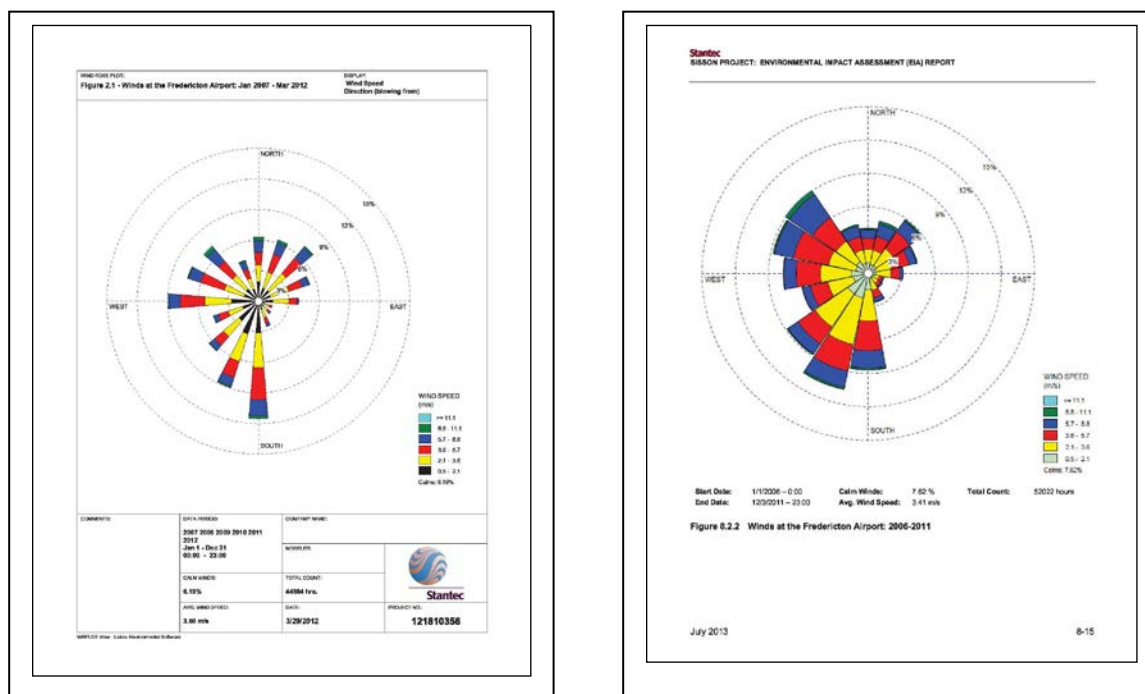 WIND ROSE PLOT:
Figure 2.1 - Winds at the Fredericton Airport: Jan 2007 - Mar 2012
DISPLAY:
Wind Speed
Direction (blowing from)
NORTH
15%
12%
9%
6%
3%
WEST
EAST
SOUTH
WIND SPEED
(m/s)
>= 11.1
8.8 - 11.1
5.7 - 8.8
3.6 - 5.7
2.1 - 3.6
0.5 - 2.1
Calms: 6.19%
COMMENTS:
DATA PERIOD:
2007 2008 2009 2010 2011
2012
Jan 1 - Dec 31
00:00 - 23:00
COMPANY NAME:
MODELER:
CALM WINDS:
6.19%
TOTAL COUNT:
hrs.
Stantec
AVG. WIND SPEED:
3.60 m/s
DATE:
3/29/2012
PROJECT NO.:
121810356
WRPLOT View - Lakes Environmental Software
Stantec
SISSON PROJECT: ENVIRONMENTAL IMPACT ASSESSMENT (EIA) REPORT
NORTH
15%
12%
9%
6%
3%
WEST
EAST
SOUTH
WIND SPEED
(m/s)
>= 11.1
8.8 - 11.1
5.7 - 8.8
3.6 - 5.7
2.1 - 3.6
0.5 - 2.1
Calms: 7.62%
Start Date: 1/1/2006 – 0:00 Calm Winds: 7.62 % Total Count: 52022 hours
End Date: 12/3/2011 – 23:00 Avg. Wind Speed: 3.41 m/s
Figure 8.2.2 Winds at the Fredericton Airport: 2006-2011
July 2013 8-15